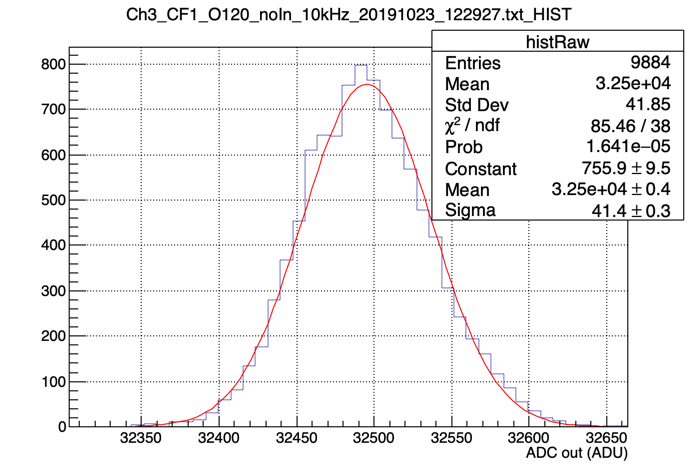 Ch3_CF1_O120_noIn_10kHz_20191023_122927.txt_HIST
histRaw
Entries 9884
Mean 3.25e+04
Std Dev 41.85
χ² / ndf 85.46 / 38
Prob 1.641e−05
Constant 755.9 ± 9.5
Mean 3.25e+04 ± 0.4
Sigma 41.4 ± 0.3
800
700
600
500
400
300
200
100
0
32350 32400 32450 32500 32550 32600 32650
ADC out (ADU)